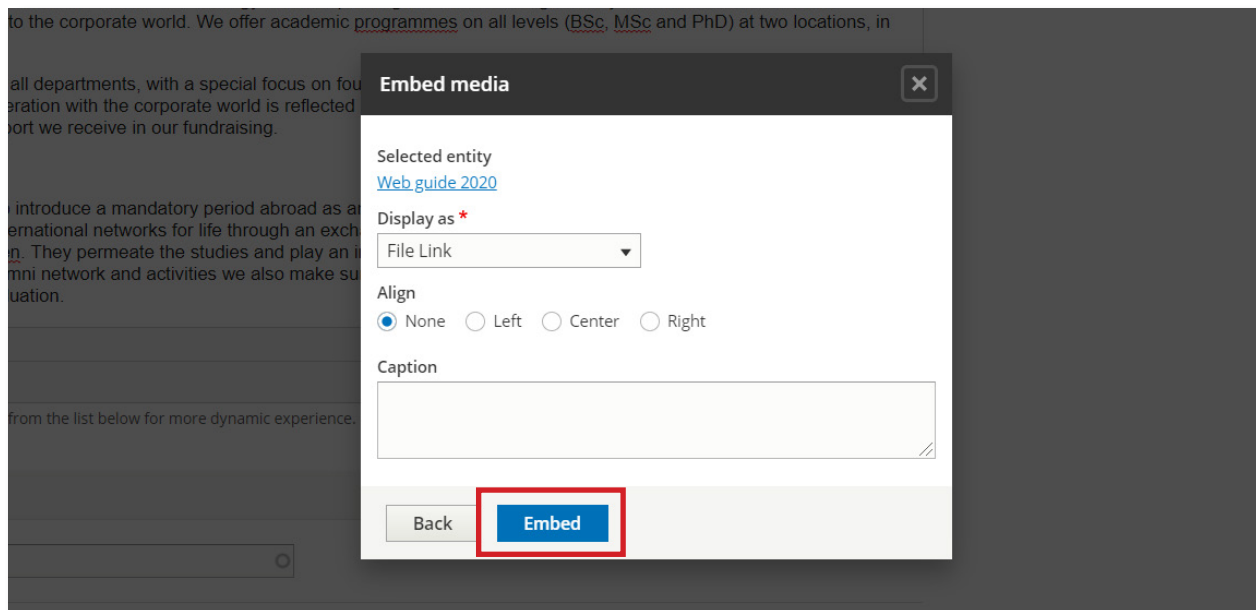 to the corporate world. We offer academic programmes on all levels (BSc, MSc and PhD) at two locations, in
all departments, with a special focus on fou
eration with the corporate world is reflected
port we receive in our fundraising.
introduce a mandatory period abroad as a
ernational networks for life through an exch
en. They permeate the studies and play an i
mni network and activities we also make su
uation.
from the list below for more dynamic experience.
Embed media
Selected entity
Web guide 2020
Display as *
File Link
Align
None Left Center Right
Caption
Back Embed